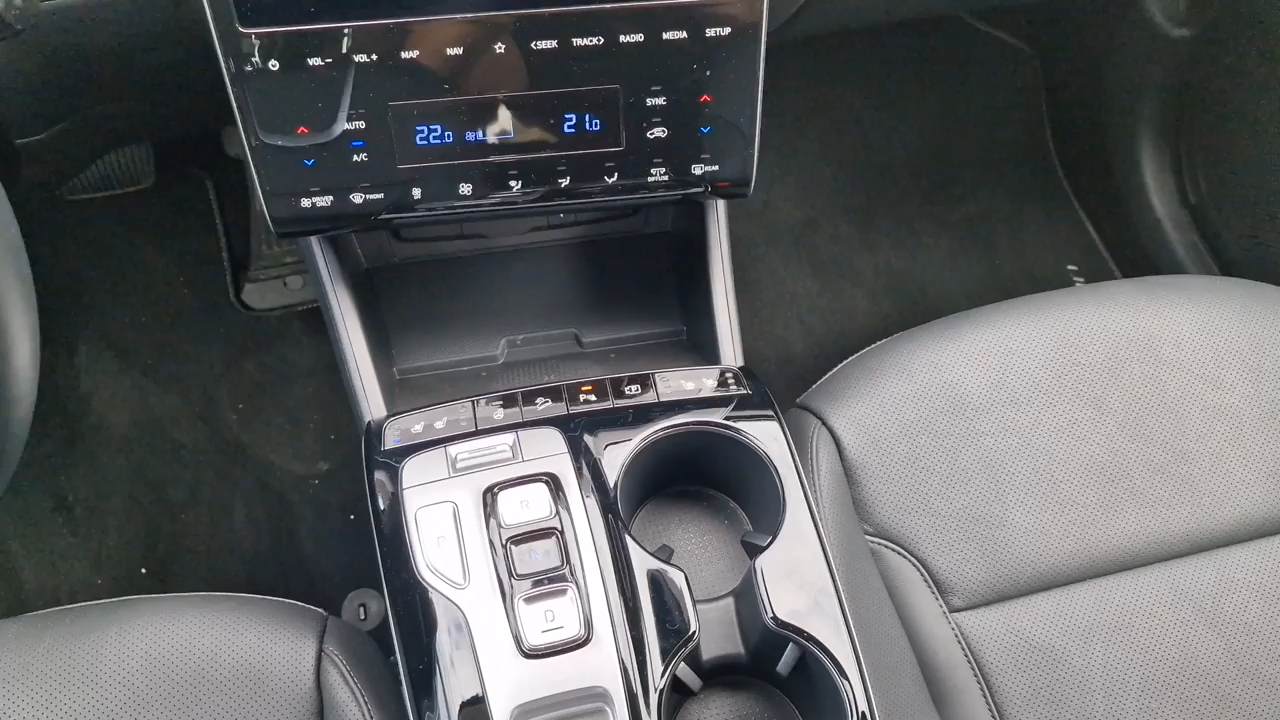 VOL− VOL+ MAP NAV <SEEK TRACK> RADIO MEDIA SETUP
AUTO 22.0 21.0 SYNC
A/C
DRIVER ONLY FRONT OFF DIFFUSE REAR
P
R
P
N
D